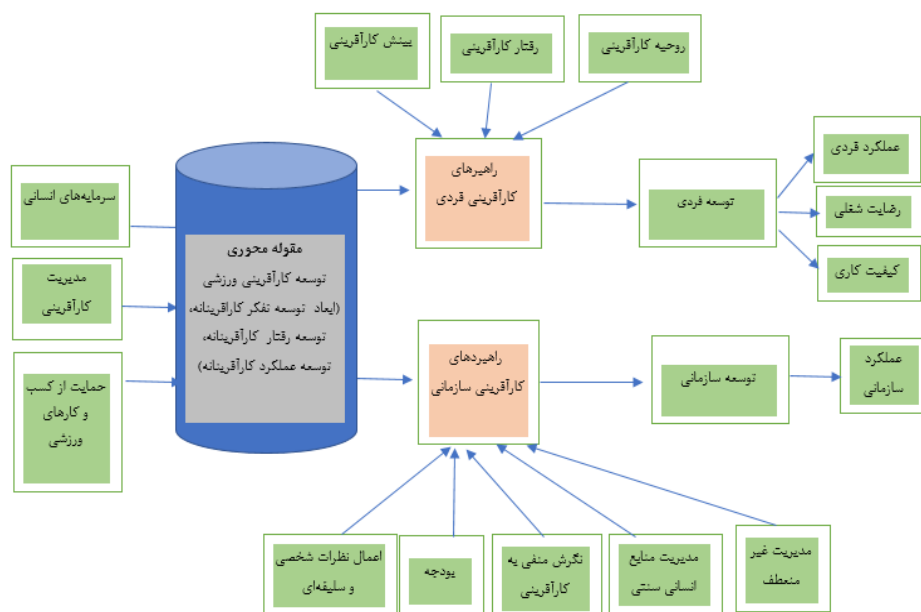 بینش کارآفرینی
رفتار کارآفرینی
روحیه کارآفرینی
سرمایه‌های انسانی
مدیریت
کارآفرینی
حمایت از کسب
و کارهای
ورزشی
مقوله محوری
توسعه کارآفرینی ورزشی
(ابعاد توسعه تفکر کارافرینانه،
توسعه رفتار کارآفرینانه،
توسعه عملکرد کارآفرینانه)
راهبرهای
کارآفرینی فردی
راهبردهای
کارآفرینی سازمانی
توسعه فردی
عملکرد فردی
رضایت شغلی
کیفیت کاری
توسعه سازمانی
عملکرد
سازمانی
اعمال نظرات شخصی
و سلیقه‌ای
بودجه
نگرش منفی به
کارآفرینی
مدیریت منابع
انسانی سنتی
مدیریت غیر
منعطف